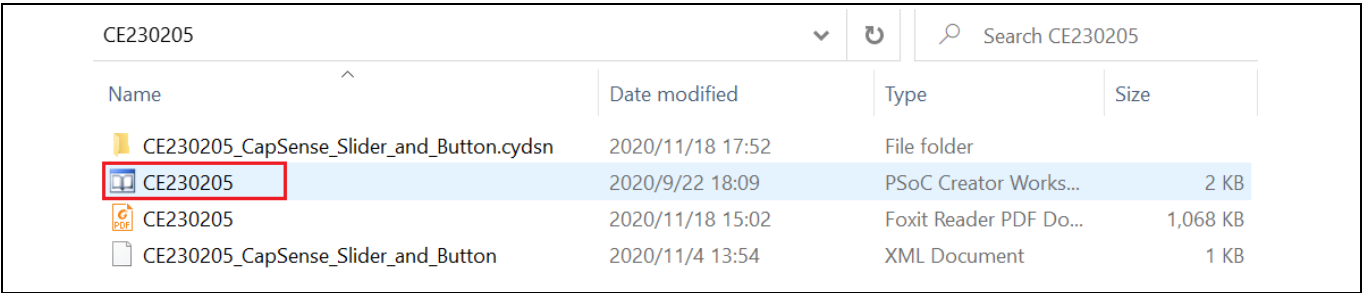 CE230205 Search CE230205
Name Date modified Type Size
CE230205_CapSense_Slider_and_Button.cydsn 2020/11/18 17:52 File folder
CE230205 2020/9/22 18:09 PSoC Creator Works... 2 KB
G PDF CE230205 2020/11/18 15:02 Foxit Reader PDF Do... 1,068 KB
CE230205_CapSense_Slider_and_Button 2020/11/4 13:54 XML Document 1 KB